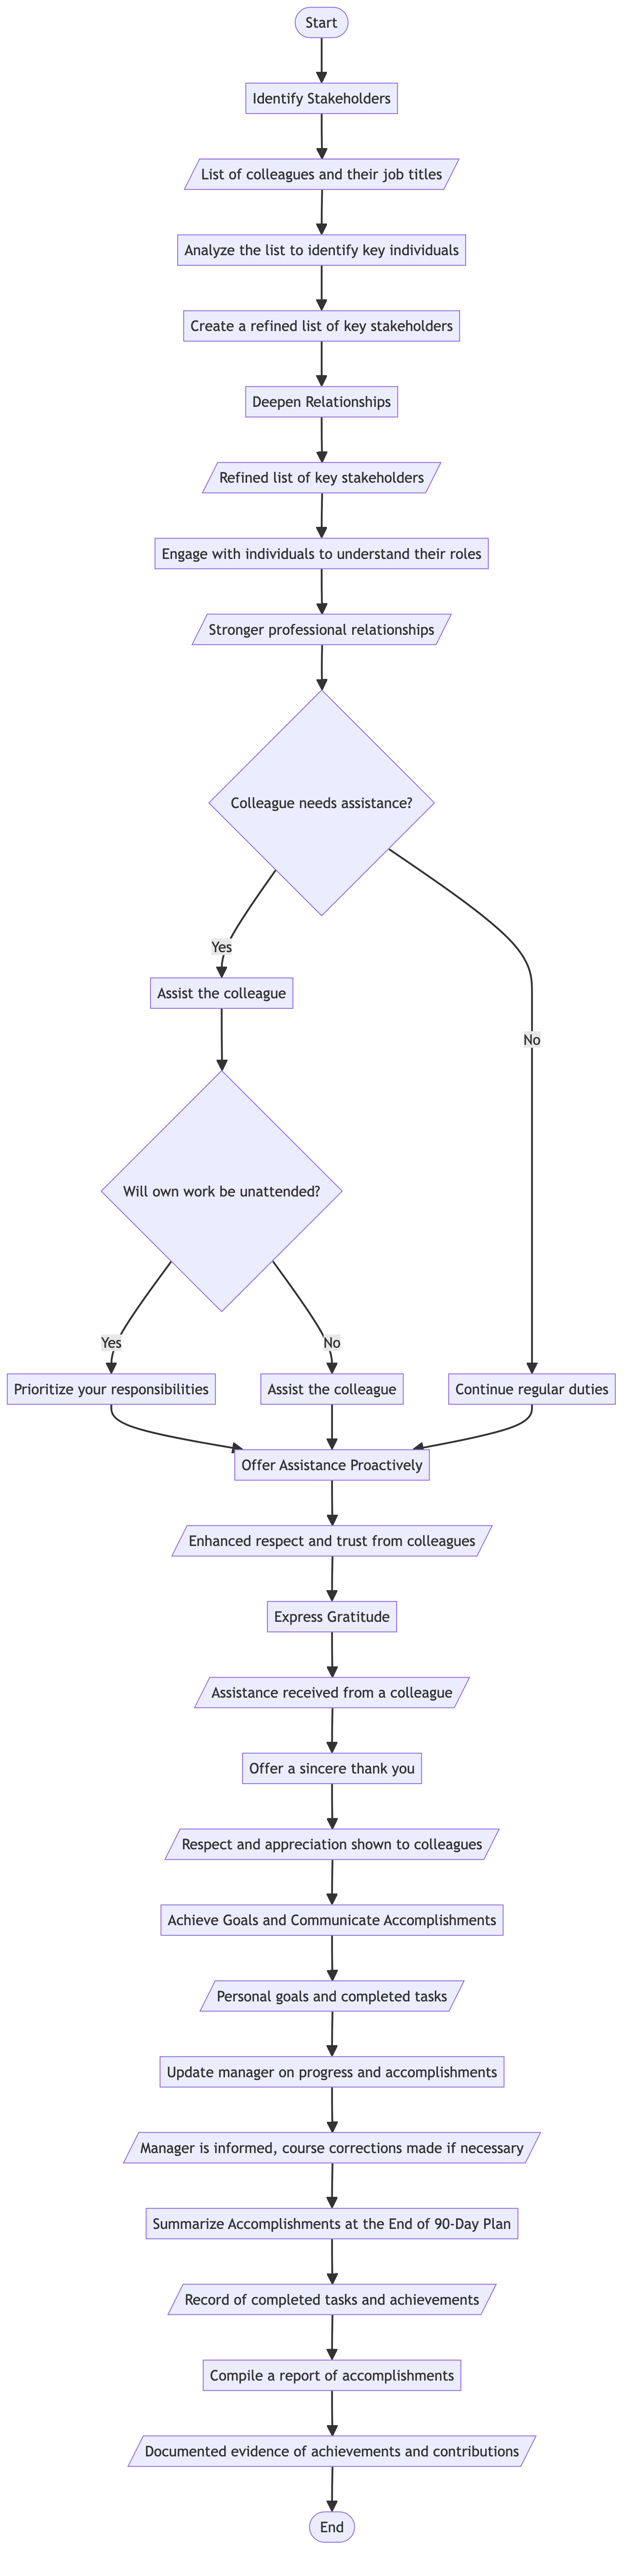 Start
Identify Stakeholders
List of colleagues and their job titles
Analyze the list to identify key individuals
Create a refined list of key stakeholders
Deepen Relationships
Refined list of key stakeholders
Engage with individuals to understand their roles
Stronger professional relationships
Colleague needs assistance?
Yes
Assist the colleague
No
Will own work be unattended?
Yes
No
Prioritize your responsibilities
Assist the colleague
Continue regular duties
Offer Assistance Proactively
Enhanced respect and trust from colleagues
Express Gratitude
Assistance received from a colleague
Offer a sincere thank you
Respect and appreciation shown to colleagues
Achieve Goals and Communicate Accomplishments
Personal goals and completed tasks
Update manager on progress and accomplishments
Manager is informed, course corrections made if necessary
Summarize Accomplishments at the End of 90-Day Plan
Record of completed tasks and achievements
Compile a report of accomplishments
Documented evidence of achievements and contributions
End